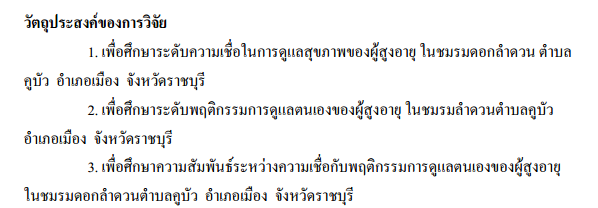 วัตถุประสงค์ของการวิจัย
1. เพื่อศึกษาระดับความเชื่อในการดูแลสุขภาพของผู้สูงอายุ ในชมรมดอกลำดวน ตำบล
คูบัว อำเภอเมือง จังหวัดราชบุรี
2. เพื่อศึกษาระดับพฤติกรรมการดูแลตนเองของผู้สูงอายุ ในชมรมลำดวนตำบลคูบัว
อำเภอเมือง จังหวัดราชบุรี
3. เพื่อศึกษาความสัมพันธ์ระหว่างความเชื่อกับพฤติกรรมการดูแลตนเองของผู้สูงอายุ
ในชมรมดอกลำดวนตำบลคูบัว อำเภอเมือง จังหวัดราชบุรี